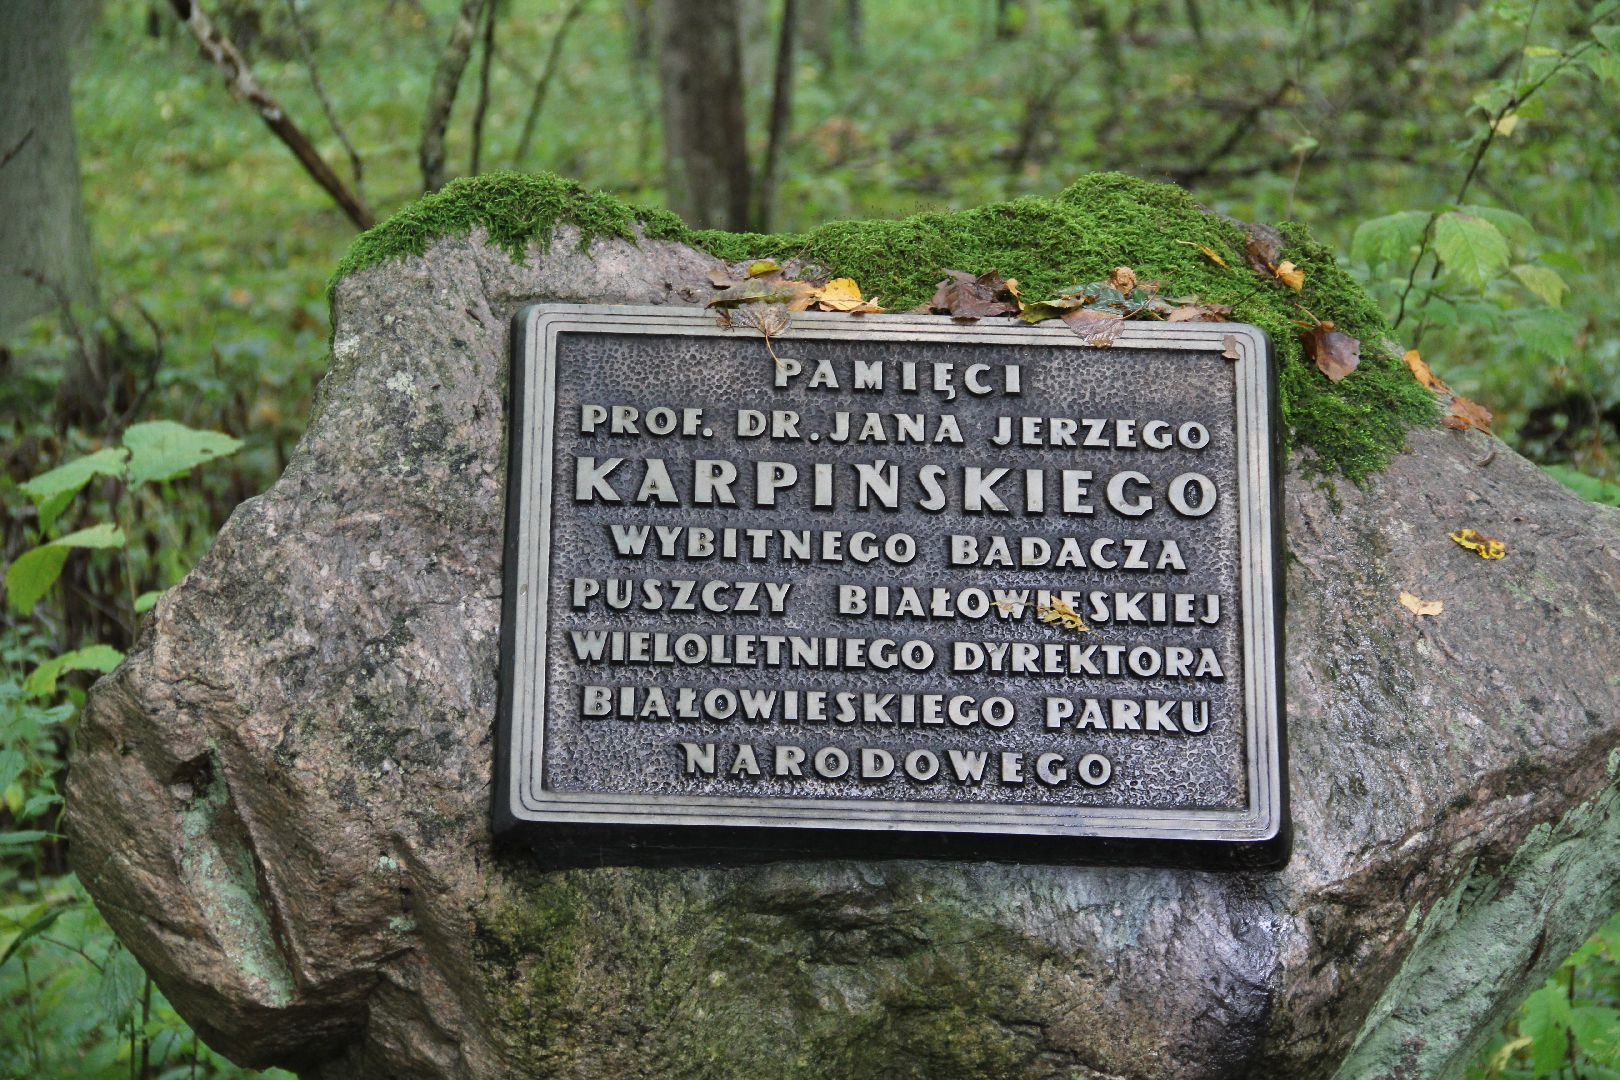 PAMIĘCI
PROF. DR. JANA JERZEGO
KARPIŃSKIEGO
WYBITNEGO BADACZA
PUSZCZY BIAŁOWIESKIEJ
WIELOLETNIEGO DYREKTORA
BIAŁOWIESKIEGO PARKU
NARODOWEGO